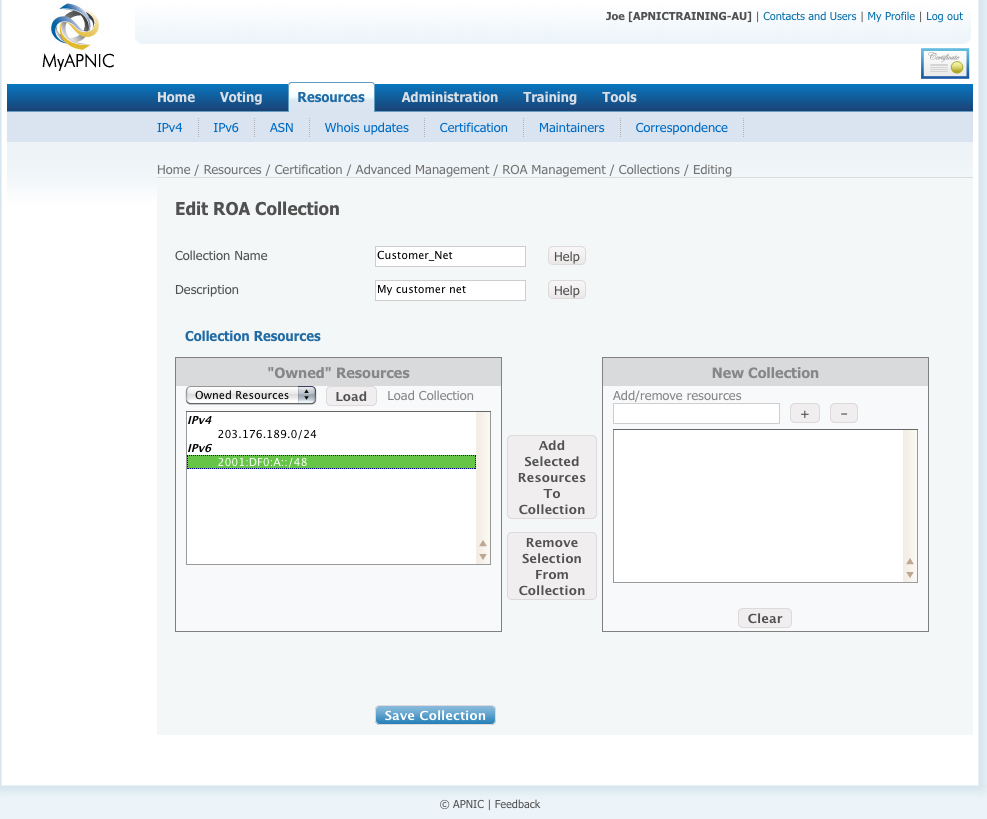 Joe [APNICTRAINING-AU] | Contacts and Users | My Profile | Log out
MyAPNIC
Certificate
Home Voting Resources Administration Training Tools
IPv4 IPv6 ASN Whois updates Certification Maintainers Correspondence
Home / Resources / Certification / Advanced Management / ROA Management / Collections / Editing
Edit ROA Collection
Collection Name Customer_Net Help
Description My customer net Help
Collection Resources
"Owned" Resources
Owned Resources Load Load Collection
IPv4
203.176.189.0/24
IPv6
2001:DF0:A::/48
Add
Selected
Resources
To
Collection
Remove
Selection
From
Collection
New Collection
Add/remove resources
+ -
Clear
Save Collection
© APNIC | Feedback